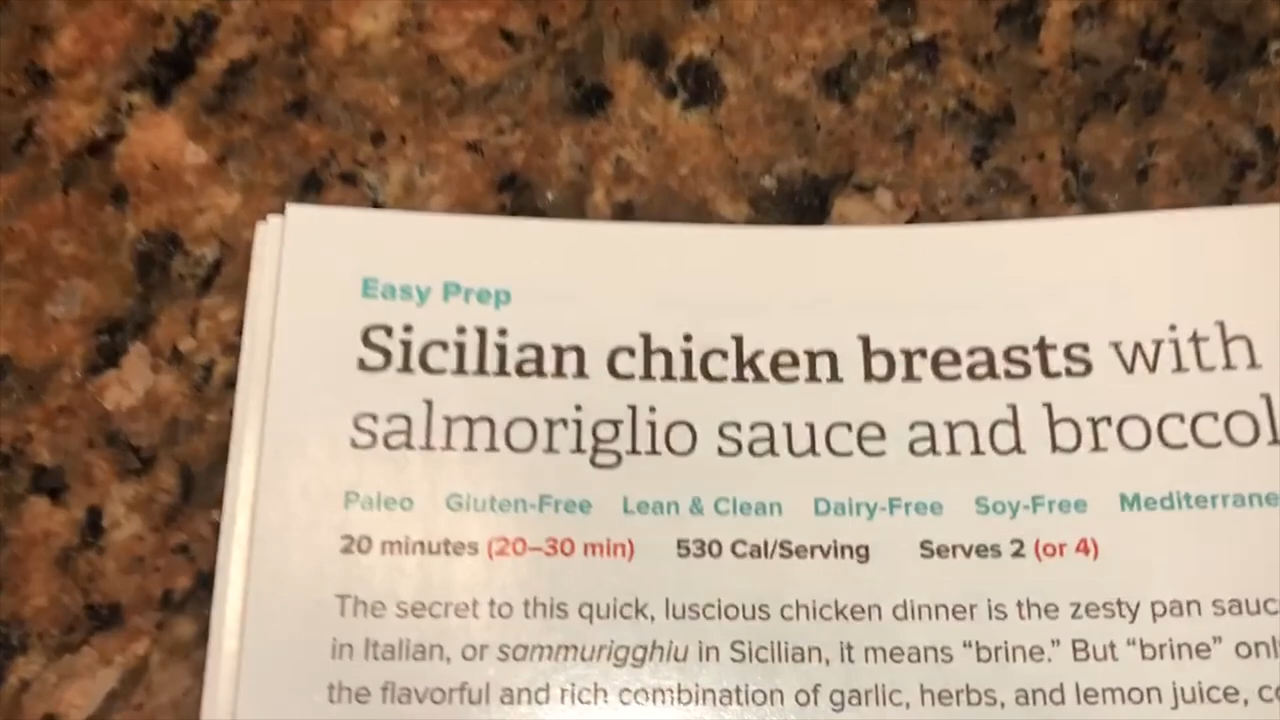 Easy Prep
Sicilian chicken breasts with
salmoriglio sauce and broccol
Paleo Gluten-Free Lean & Clean Dairy-Free Soy-Free Mediterrane
20 minutes (20–30 min) 530 Cal/Serving Serves 2 (or 4)
The secret to this quick, luscious chicken dinner is the zesty pan sauc
in Italian, or sammurigghiu in Sicilian, it means “brine.” But “brine” onl
the flavorful and rich combination of garlic, herbs, and lemon juice, c